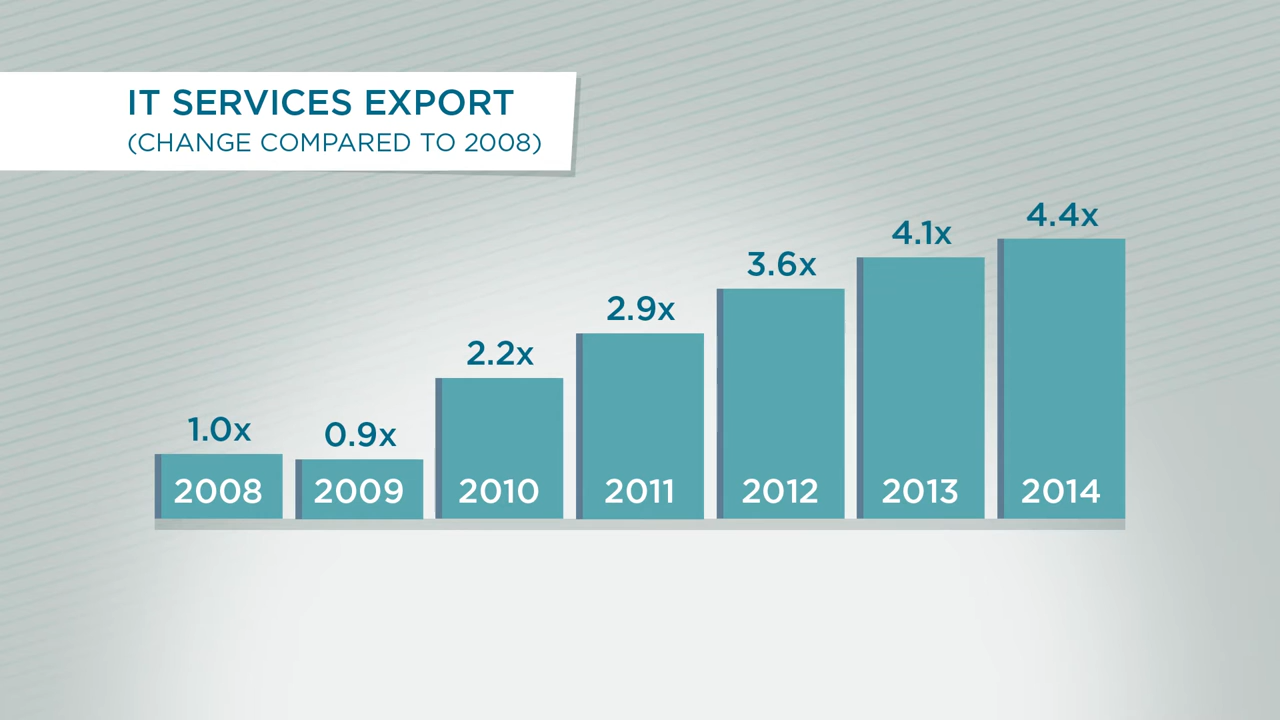 IT SERVICES EXPORT
(CHANGE COMPARED TO 2008)
1.0x
0.9x
2.2x
2.9x
3.6x
4.1x
4.4x
2008
2009
2010
2011
2012
2013
2014